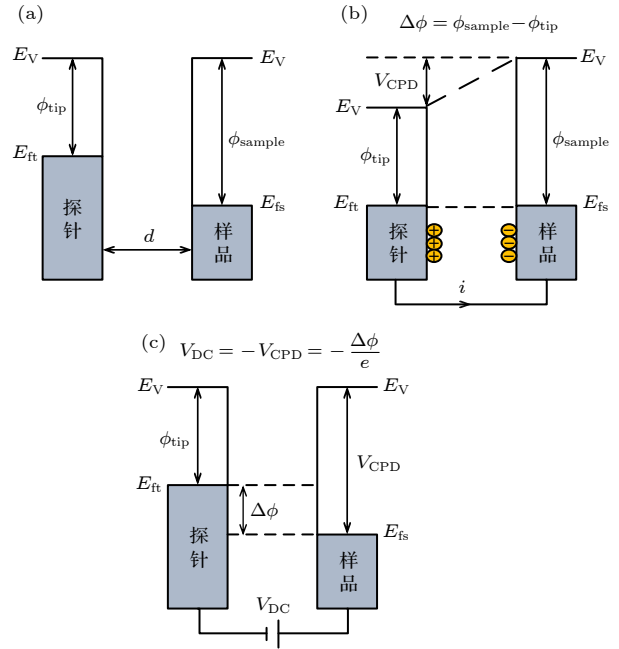 (a)
E_V
E_V
ϕ_tip
ϕ_sample
E_ft
E_fs
探针
样品
d
(b)
Δϕ = ϕ_sample − ϕ_tip
E_V
V_CPD
E_V
ϕ_tip
ϕ_sample
E_ft
E_fs
探针
样品
+
+
+
−
−
−
i
(c)
V_DC = −V_CPD = −Δϕ/e
E_V
E_V
ϕ_tip
V_CPD
E_ft
Δϕ
E_fs
探针
样品
V_DC